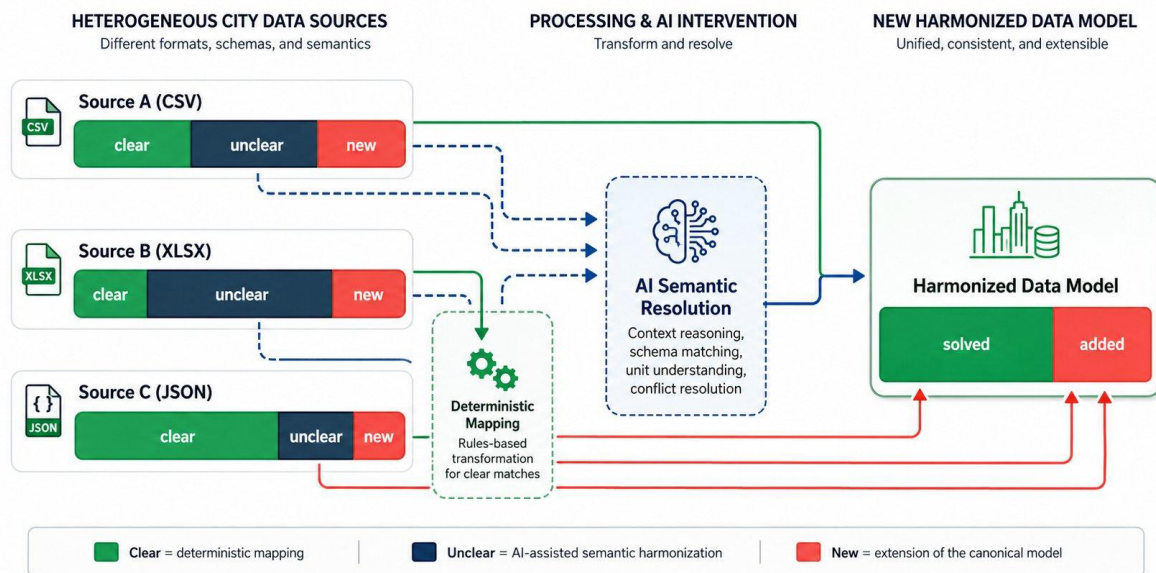 HETEROGENEOUS CITY DATA SOURCES
Different formats, schemas, and semantics
PROCESSING & AI INTERVENTION
Transform and resolve
NEW HARMONIZED DATA MODEL
Unified, consistent, and extensible
Source A (CSV)
CSV
clear
unclear
new
Source B (XLSX)
XLSX
clear
unclear
new
Source C (JSON)
{ }
JSON
clear
unclear
new
Deterministic
Mapping
Rules-based
transformation
for clear matches
AI Semantic
Resolution
Context reasoning,
schema matching,
unit understanding,
conflict resolution
Harmonized Data Model
solved
added
Clear = deterministic mapping
Unclear = AI-assisted semantic harmonization
New = extension of the canonical model